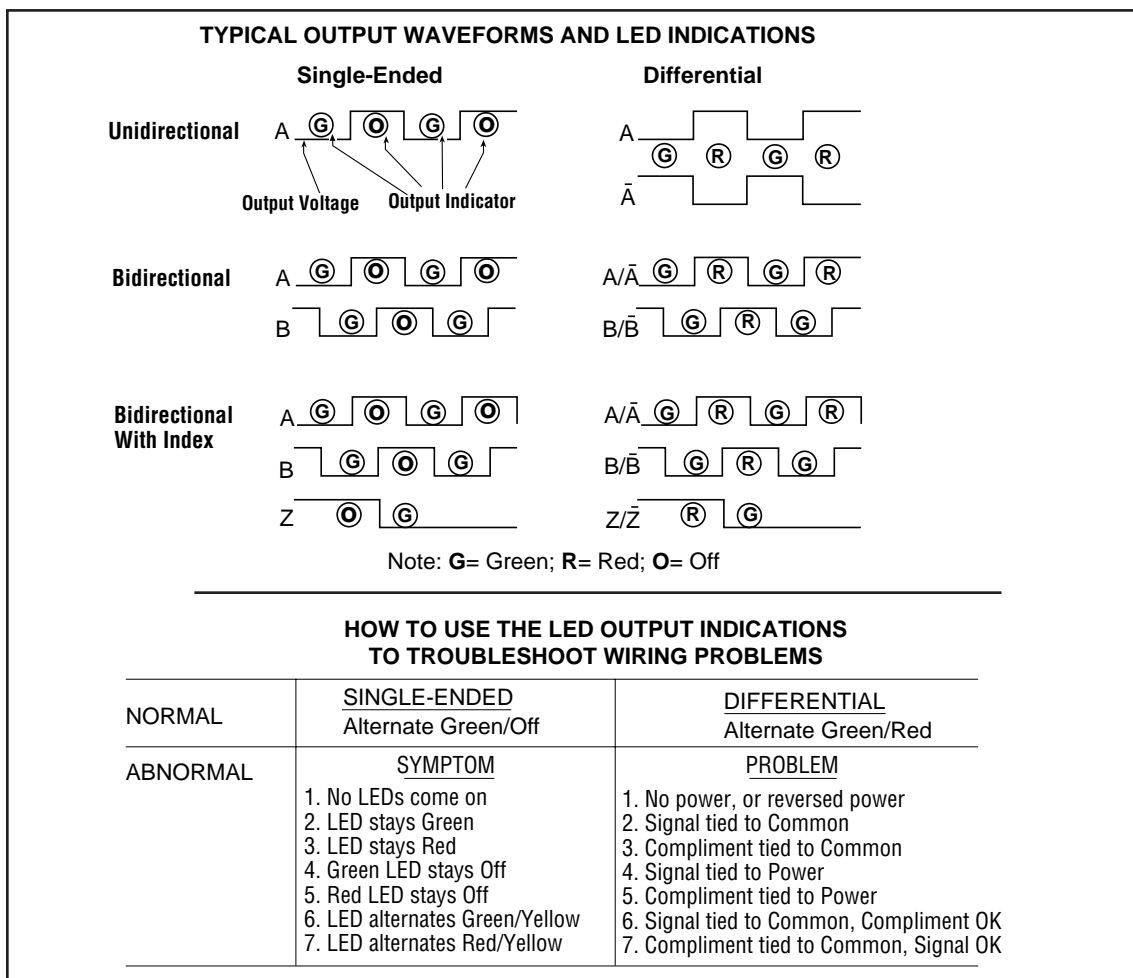 TYPICAL OUTPUT WAVEFORMS AND LED INDICATIONS
Single-Ended Differential
Unidirectional A G O G O A
G R G R
Output Voltage Output Indicator Ā
Bidirectional A G O G O A/Ā G R G R
B G O G B/B̄ G R G
Bidirectional With Index A G O G O A/Ā G R G R
B G O G B/B̄ G R G
Z O G Z/Z̄ R G
Note: G= Green; R= Red; O= Off
HOW TO USE THE LED OUTPUT INDICATIONS
TO TROUBLESHOOT WIRING PROBLEMS
NORMAL
SINGLE-ENDED
Alternate Green/Off
DIFFERENTIAL
Alternate Green/Red
ABNORMAL
SYMPTOM
1. No LEDs come on
2. LED stays Green
3. LED stays Red
4. Green LED stays Off
5. Red LED stays Off
6. LED alternates Green/Yellow
7. LED alternates Red/Yellow
PROBLEM
1. No power, or reversed power
2. Signal tied to Common
3. Compliment tied to Common
4. Signal tied to Power
5. Compliment tied to Power
6. Signal tied to Common, Compliment OK
7. Compliment tied to Common, Signal OK